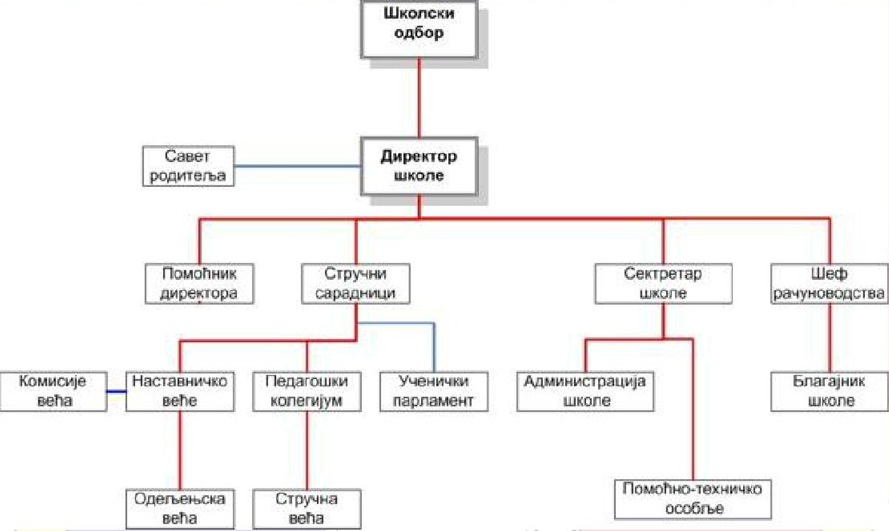 Школски
одбор
Директор
школе
Савет
родитеља
Помоћник
директора
Стручни
сарадници
Сектретар
школе
Шеф
рачуноводства
Комисије
већа
Наставничко
веће
Педагошки
колегијум
Ученички
парламент
Администрација
школе
Благајник
школе
Одељењска
већа
Стручна
већа
Помоћно-техничко
особље